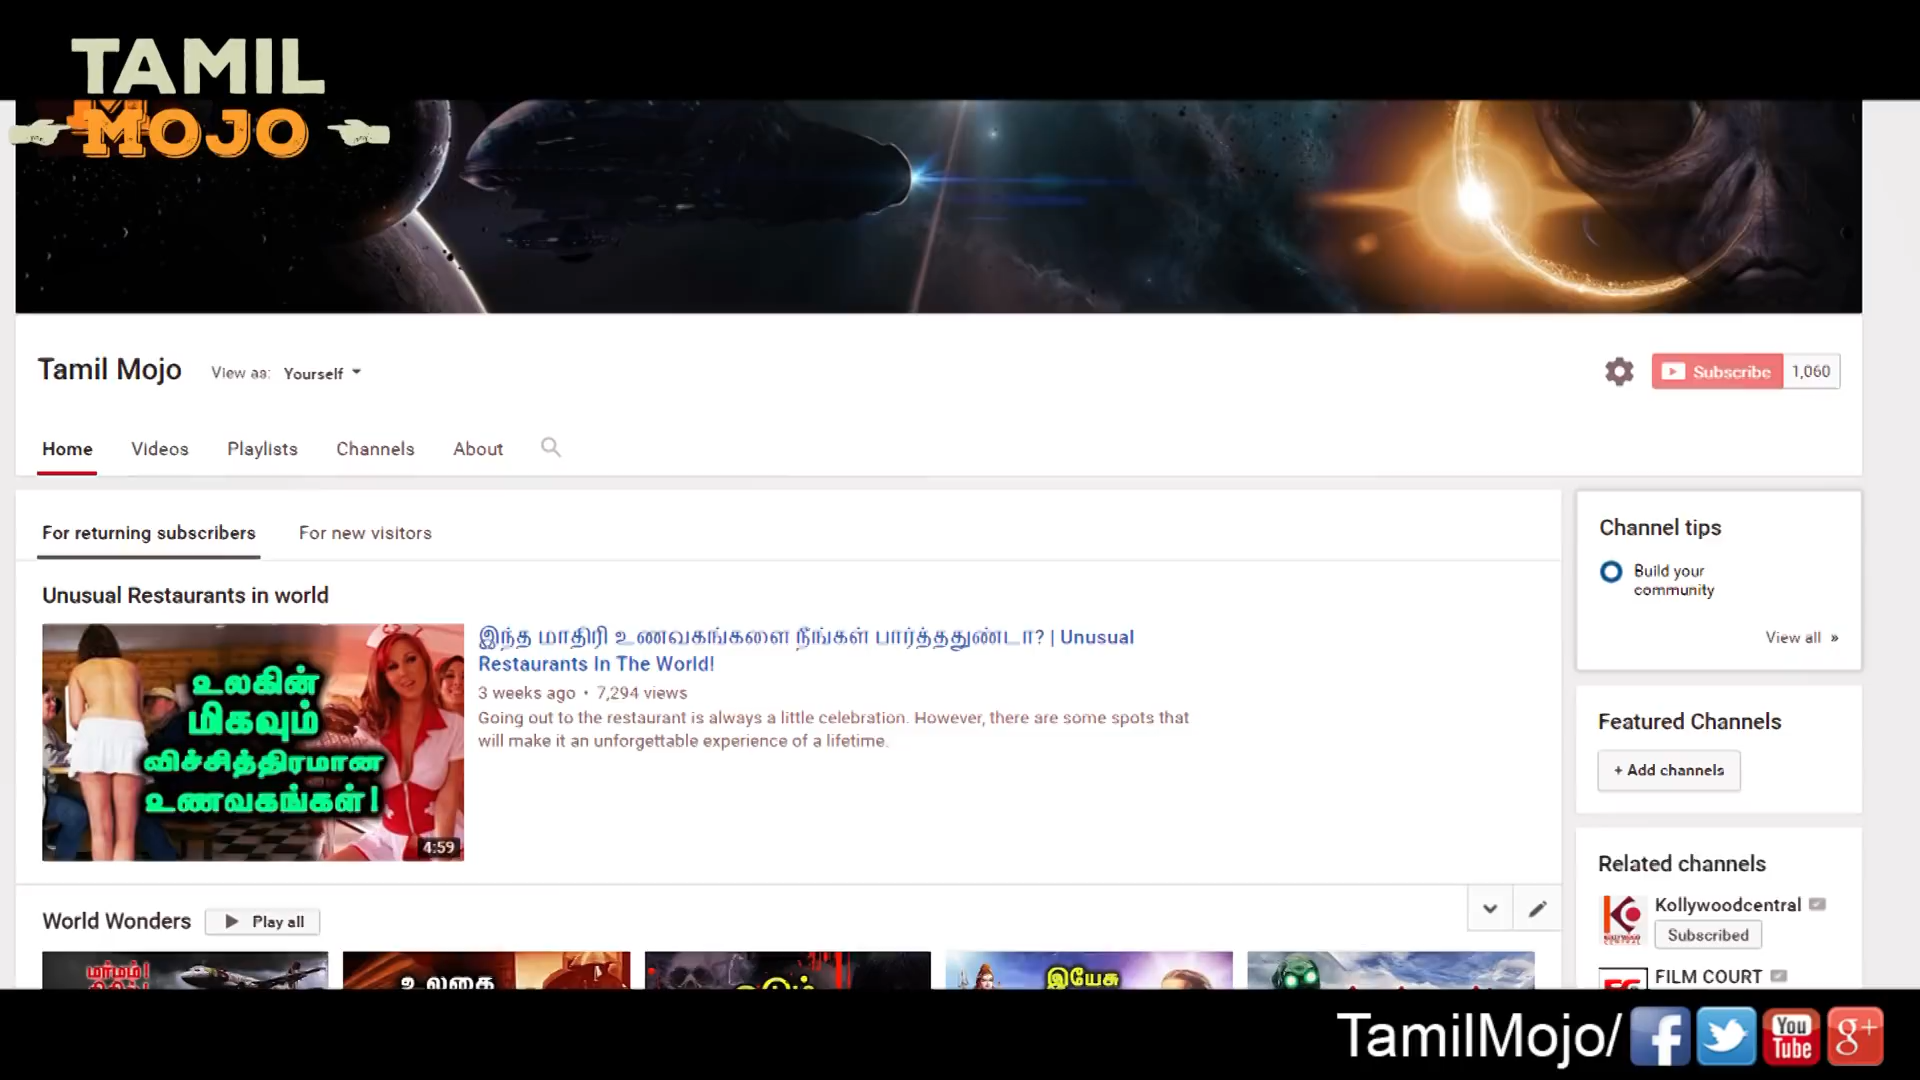 TAMIL
MOJO
Tamil Mojo View as: Yourself
Subscribe 1,060
Home Videos Playlists Channels About
For returning subscribers For new visitors
Unusual Restaurants in world
உலகின்
மிகவும்
விச்சித்திரமான
உணவகங்கள்!
4:59
இந்த மாதிரி உணவகங்களை நீங்கள் பார்த்ததுண்டா? | Unusual
Restaurants In The World!
3 weeks ago • 7,294 views
Going out to the restaurant is always a little celebration. However, there are some spots that
will make it an unforgettable experience of a lifetime.
World Wonders Play all
மர்மம்!
உலகை
இயேசு
Channel tips
Build your
community
View all »
Featured Channels
+ Add channels
Related channels
Kollywoodcentral
Subscribed
FILM COURT
TamilMojo/ f You Tube g+